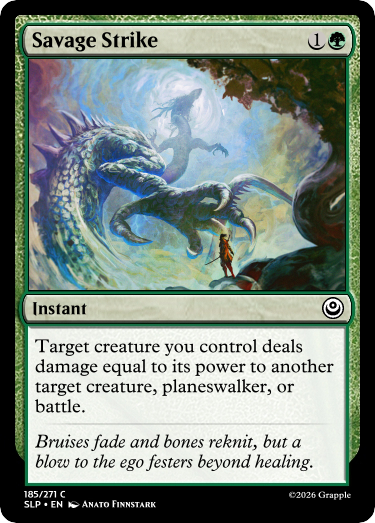 Savage Strike 1
Instant
Target creature you control deals
damage equal to its power to another
target creature, planeswalker, or
battle.
Bruises fade and bones reknit, but a
blow to the ego festers beyond healing.
185/271 C
SLP • EN Anato Finnstark
©2026 Grapple